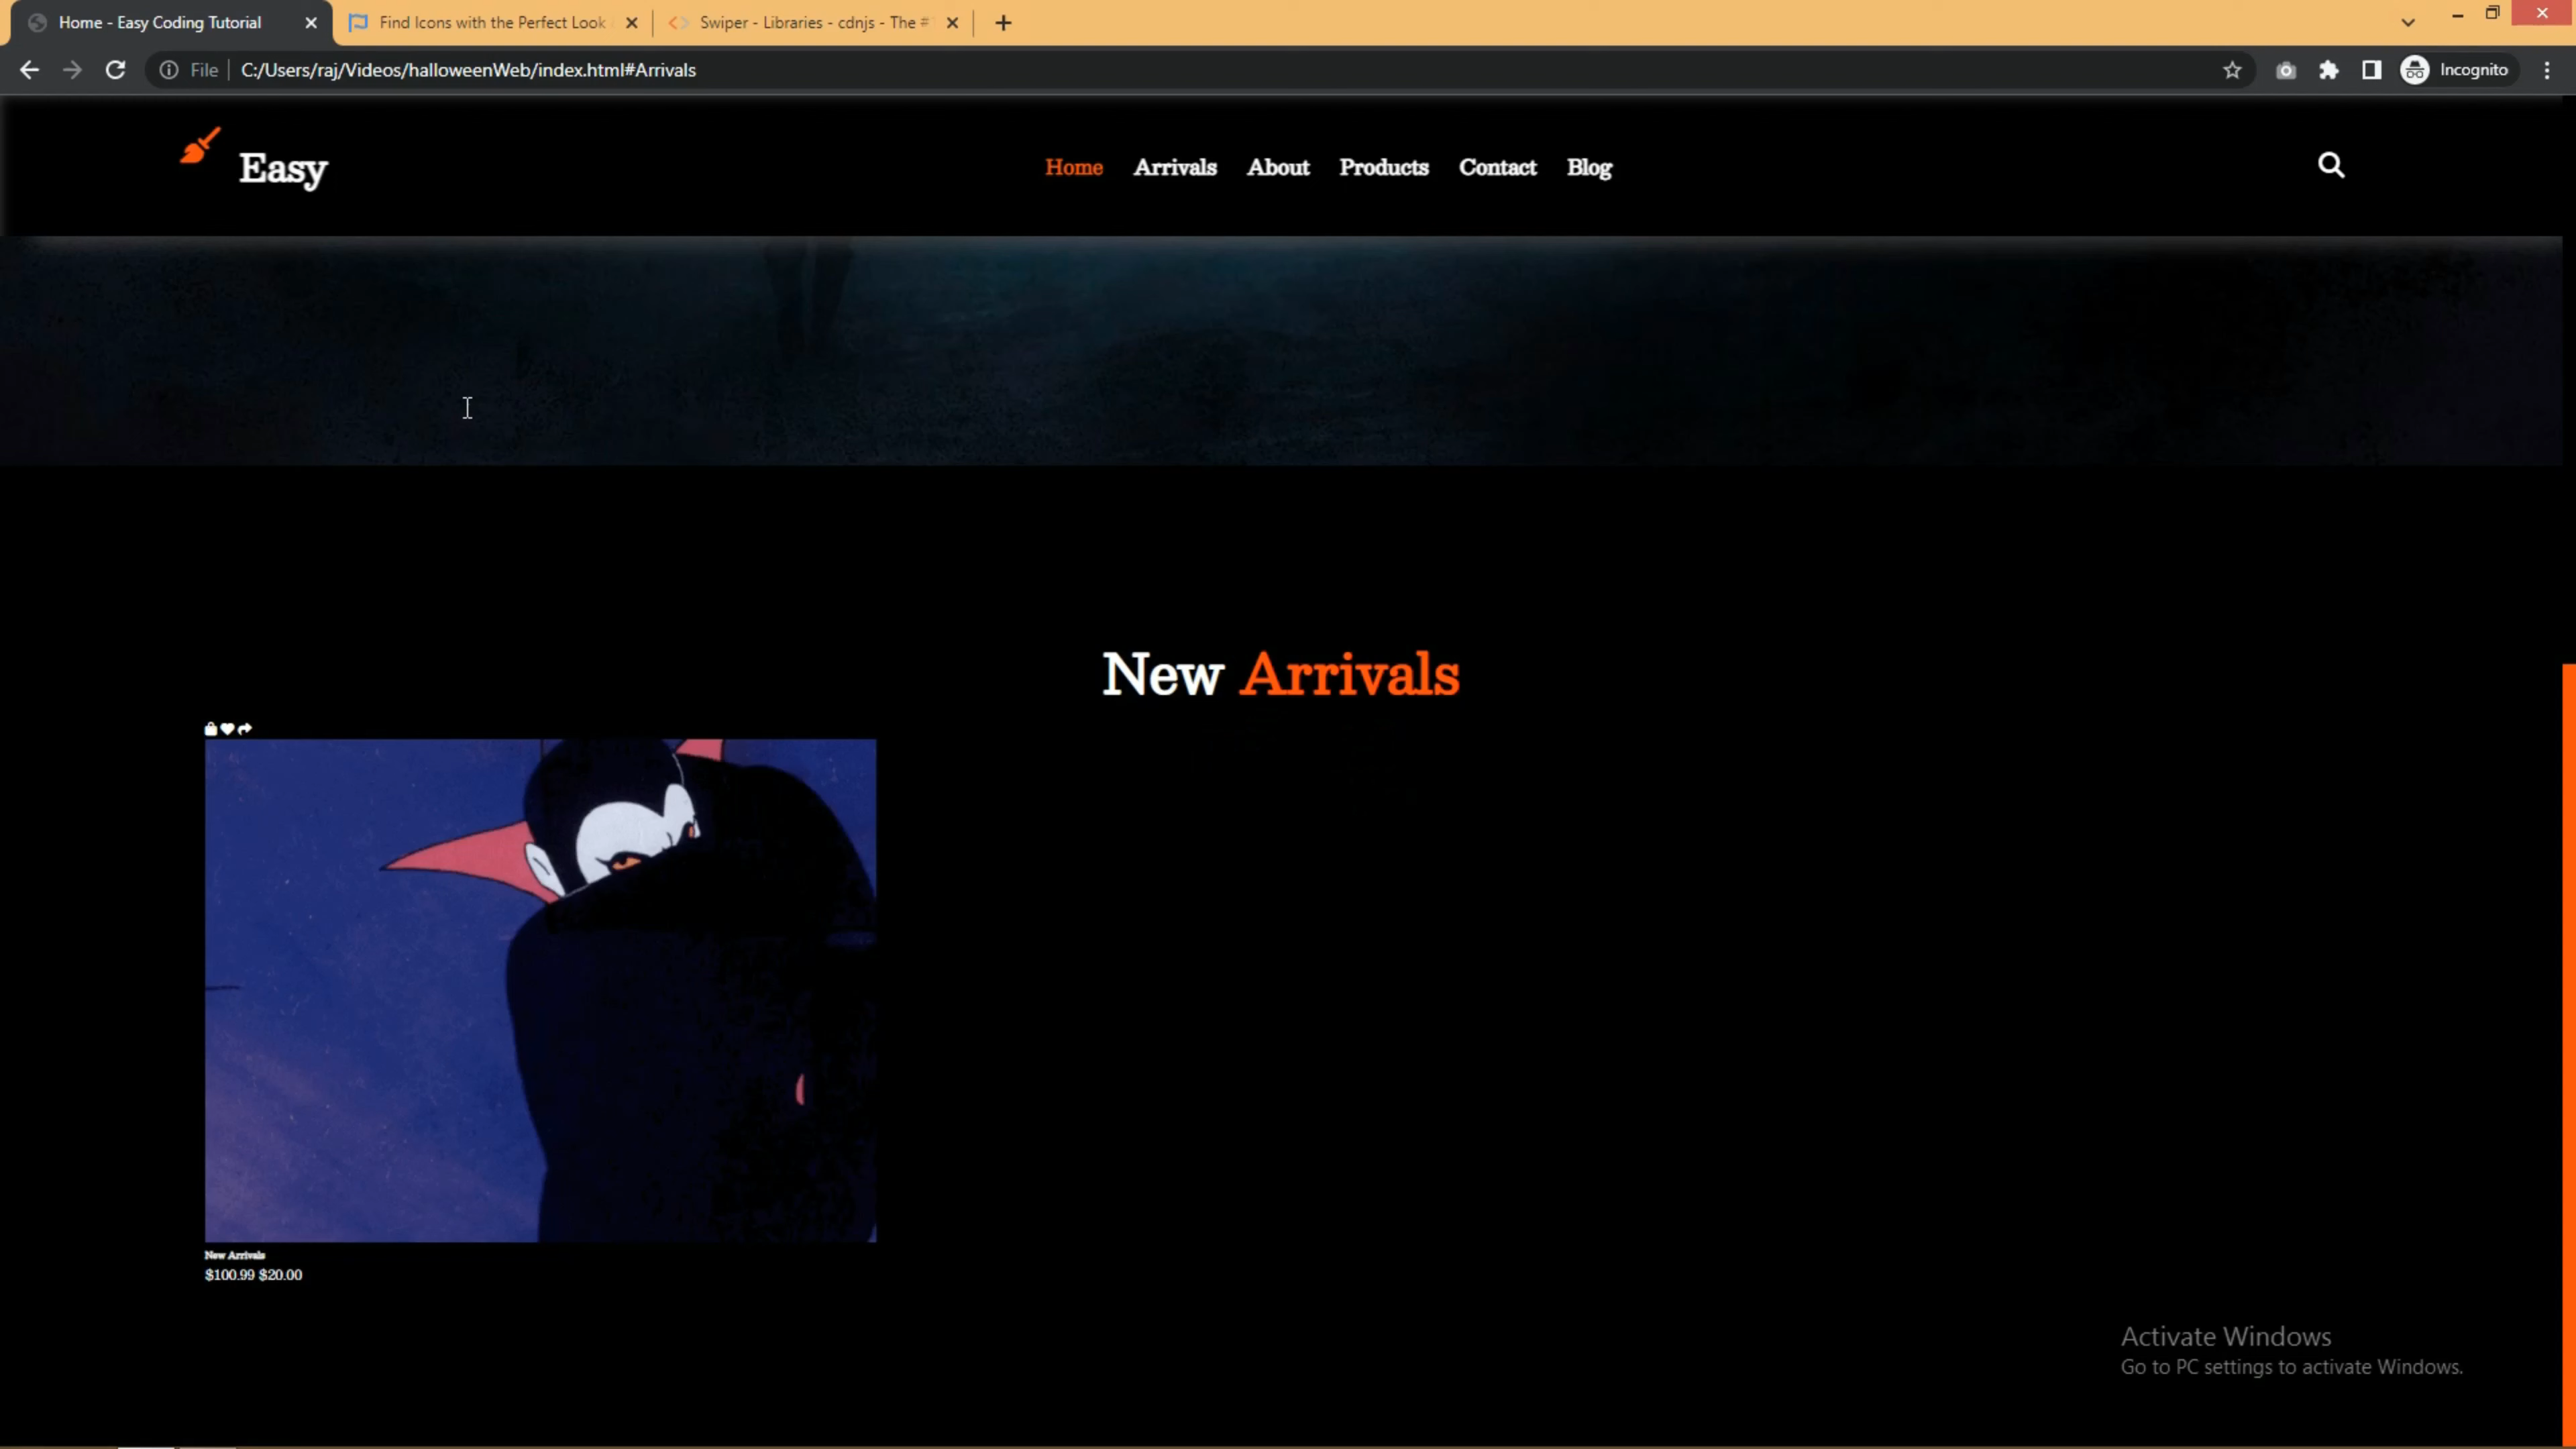 Home - Easy Coding Tutorial
Find Icons with the Perfect Look
Swiper - Libraries - cdnjs - The #
File
C:/Users/raj/Videos/halloweenWeb/index.html#Arrivals
Incognito
Easy
Home Arrivals About Products Contact Blog
New Arrivals
New Arrivals
$100.99 $20.00
Activate Windows
Go to PC settings to activate Windows.